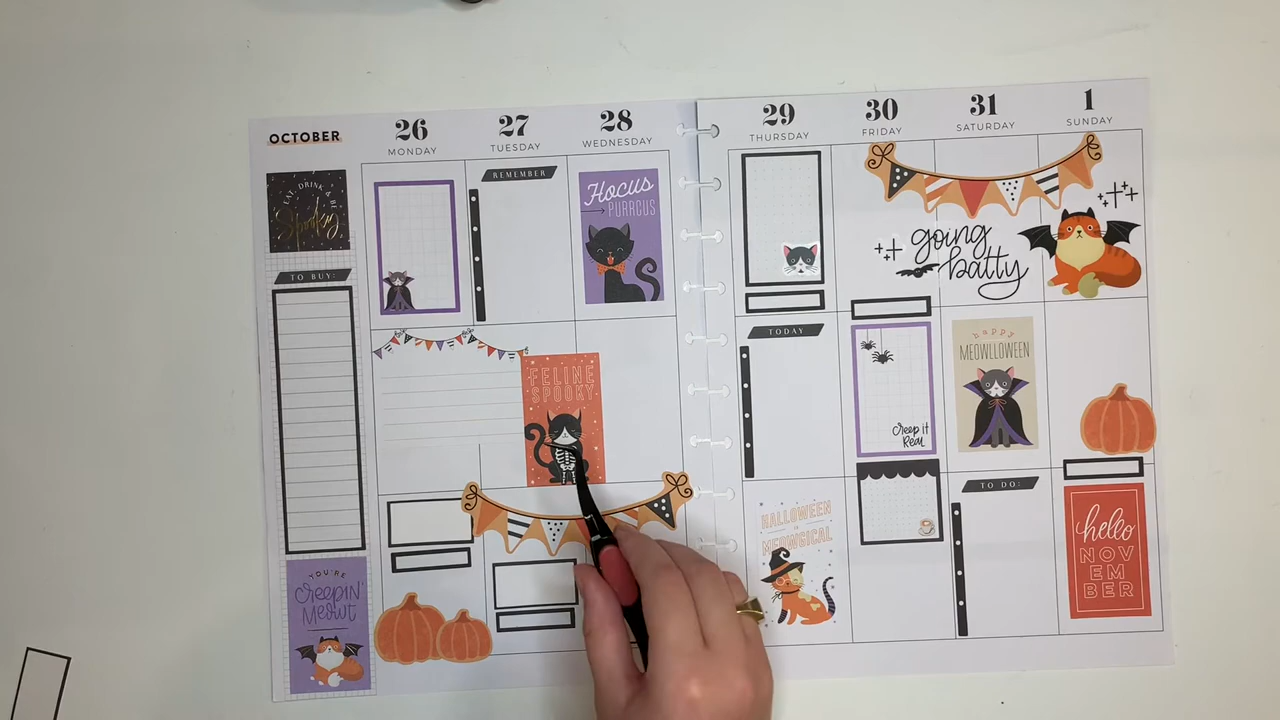 OCTOBER
26
MONDAY
27
TUESDAY
28
WEDNESDAY
29
THURSDAY
30
FRIDAY
31
SATURDAY
1
SUNDAY
EAT, DRINK & BE
Spooky
TO BUY:
YOU'RE
Creepin'
Meowt
REMEMBER
Hocus
PURRCUS
FELINE
SPOOKY
going
batty
TODAY
creep it
Real
happy
MEOWLLOWEEN
HALLOWEEN
is
MEOWGICAL
TO DO:
hello
NOV
EM
BER